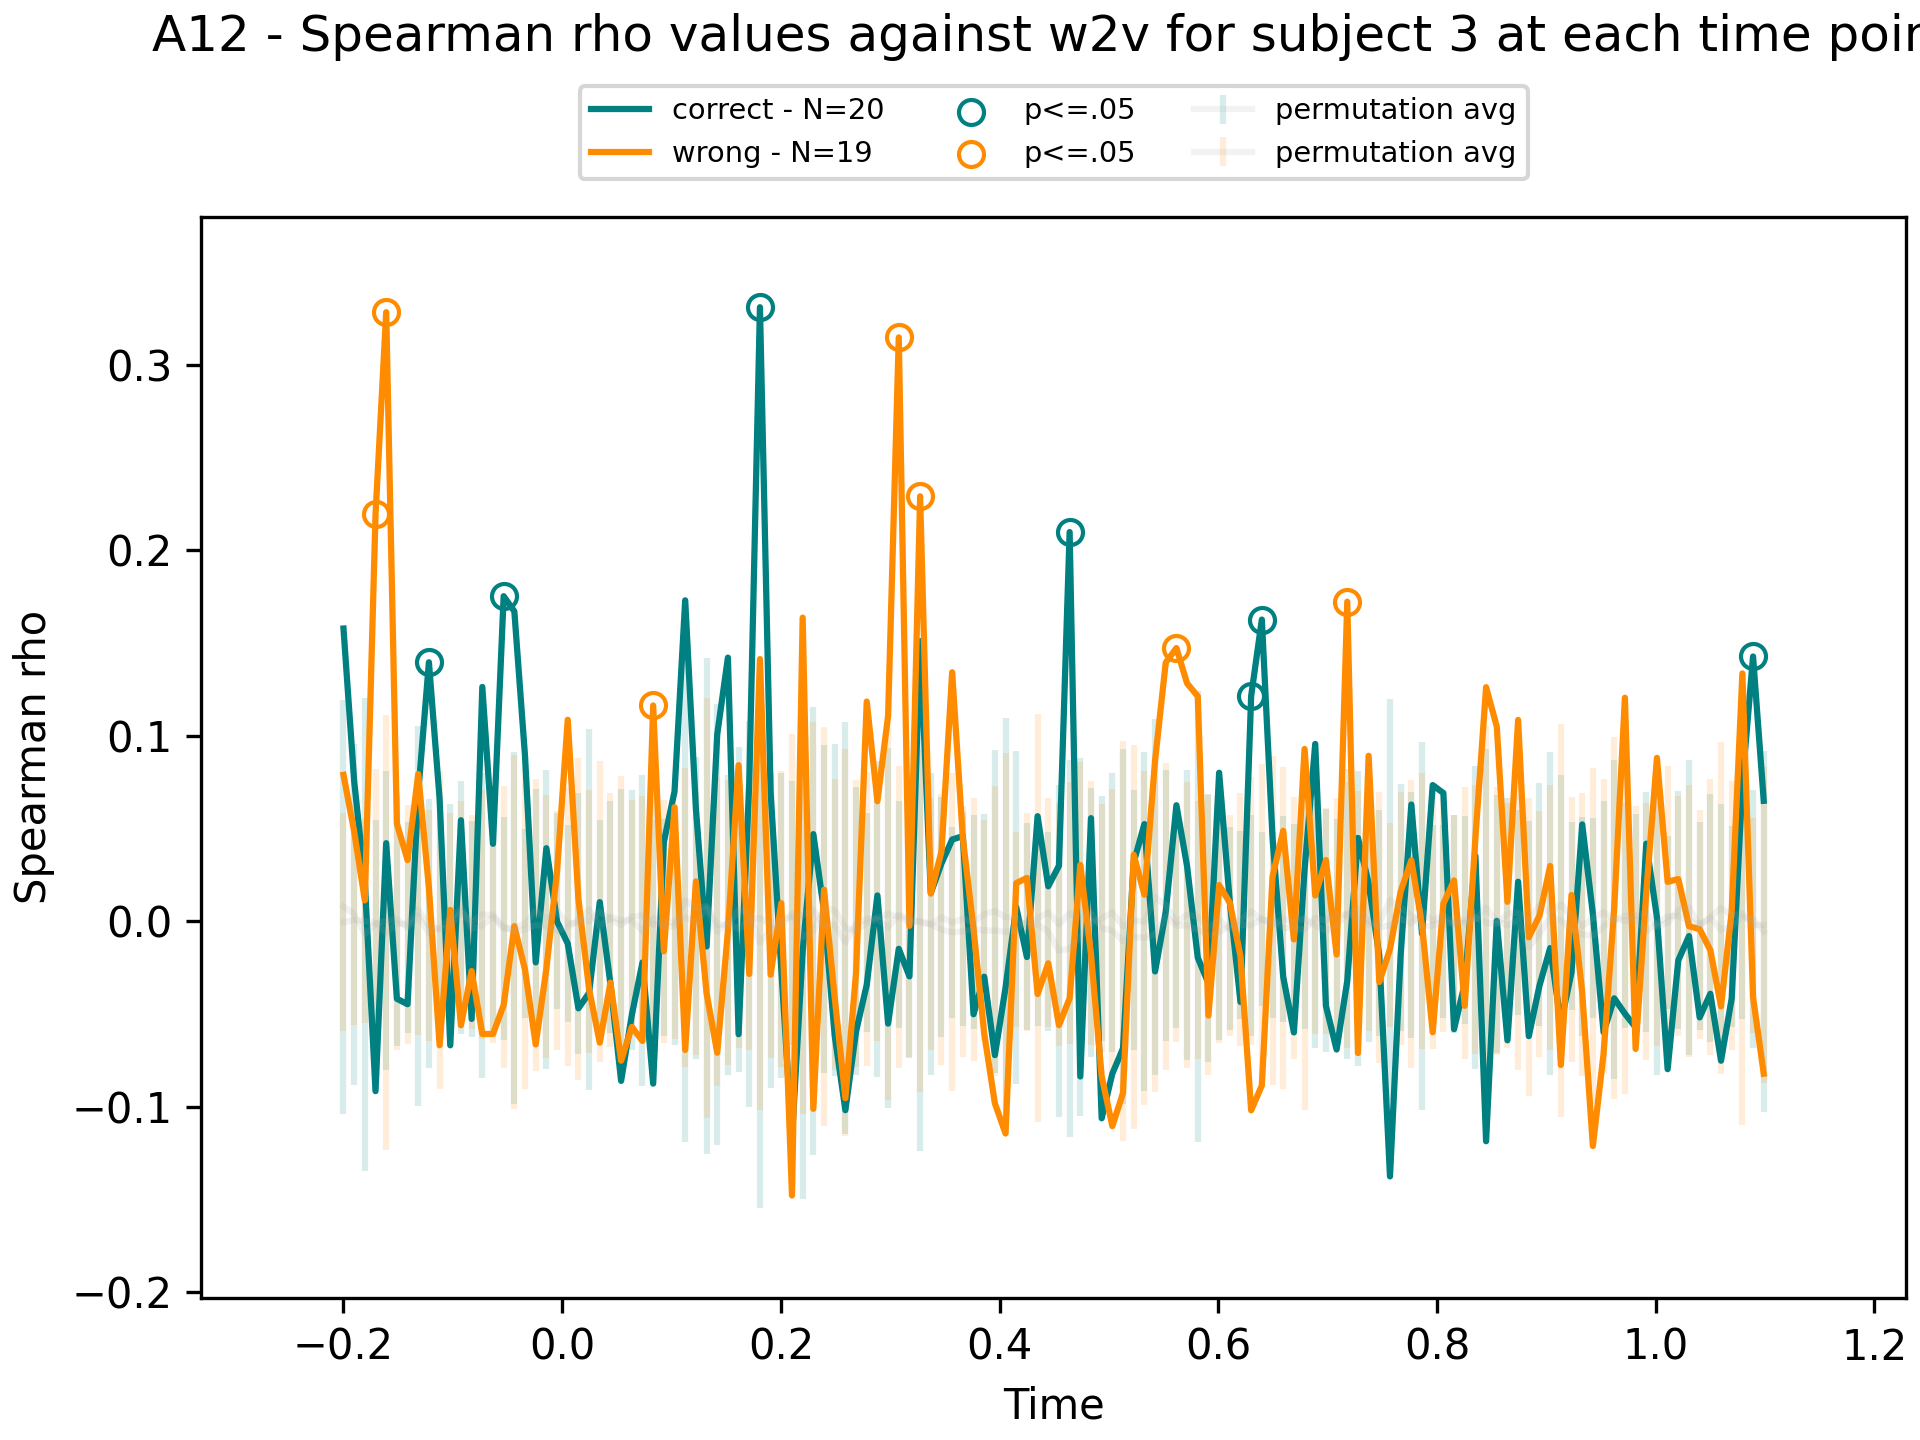 A12 - Spearman rho values against w2v for subject 3 at each time poin
correct - N=20 p<=.05 permutation avg
wrong - N=19 p<=.05 permutation avg
Spearman rho
0.3
0.2
0.1
0.0
−0.1
−0.2
−0.2 0.0 0.2 0.4 0.6 0.8 1.0 1.2
Time